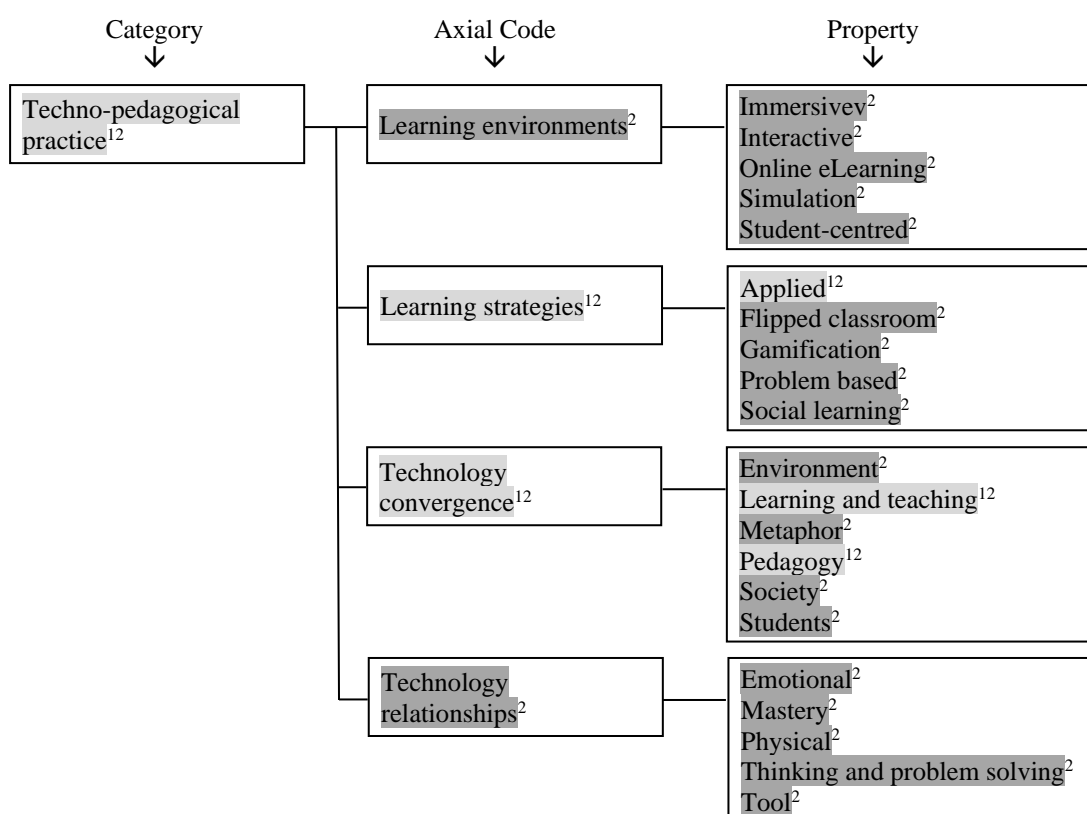 Category Axial Code Property
↓ ↓ ↓
Techno-pedagogical
practice¹²
Learning environments²
Immersivev²
Interactive²
Online eLearning²
Simulation²
Student-centred²
Learning strategies¹²
Applied¹²
Flipped classroom²
Gamification²
Problem based²
Social learning²
Technology
convergence¹²
Environment²
Learning and teaching¹²
Metaphor²
Pedagogy¹²
Society²
Students²
Technology
relationships²
Emotional²
Mastery²
Physical²
Thinking and problem solving²
Tool²